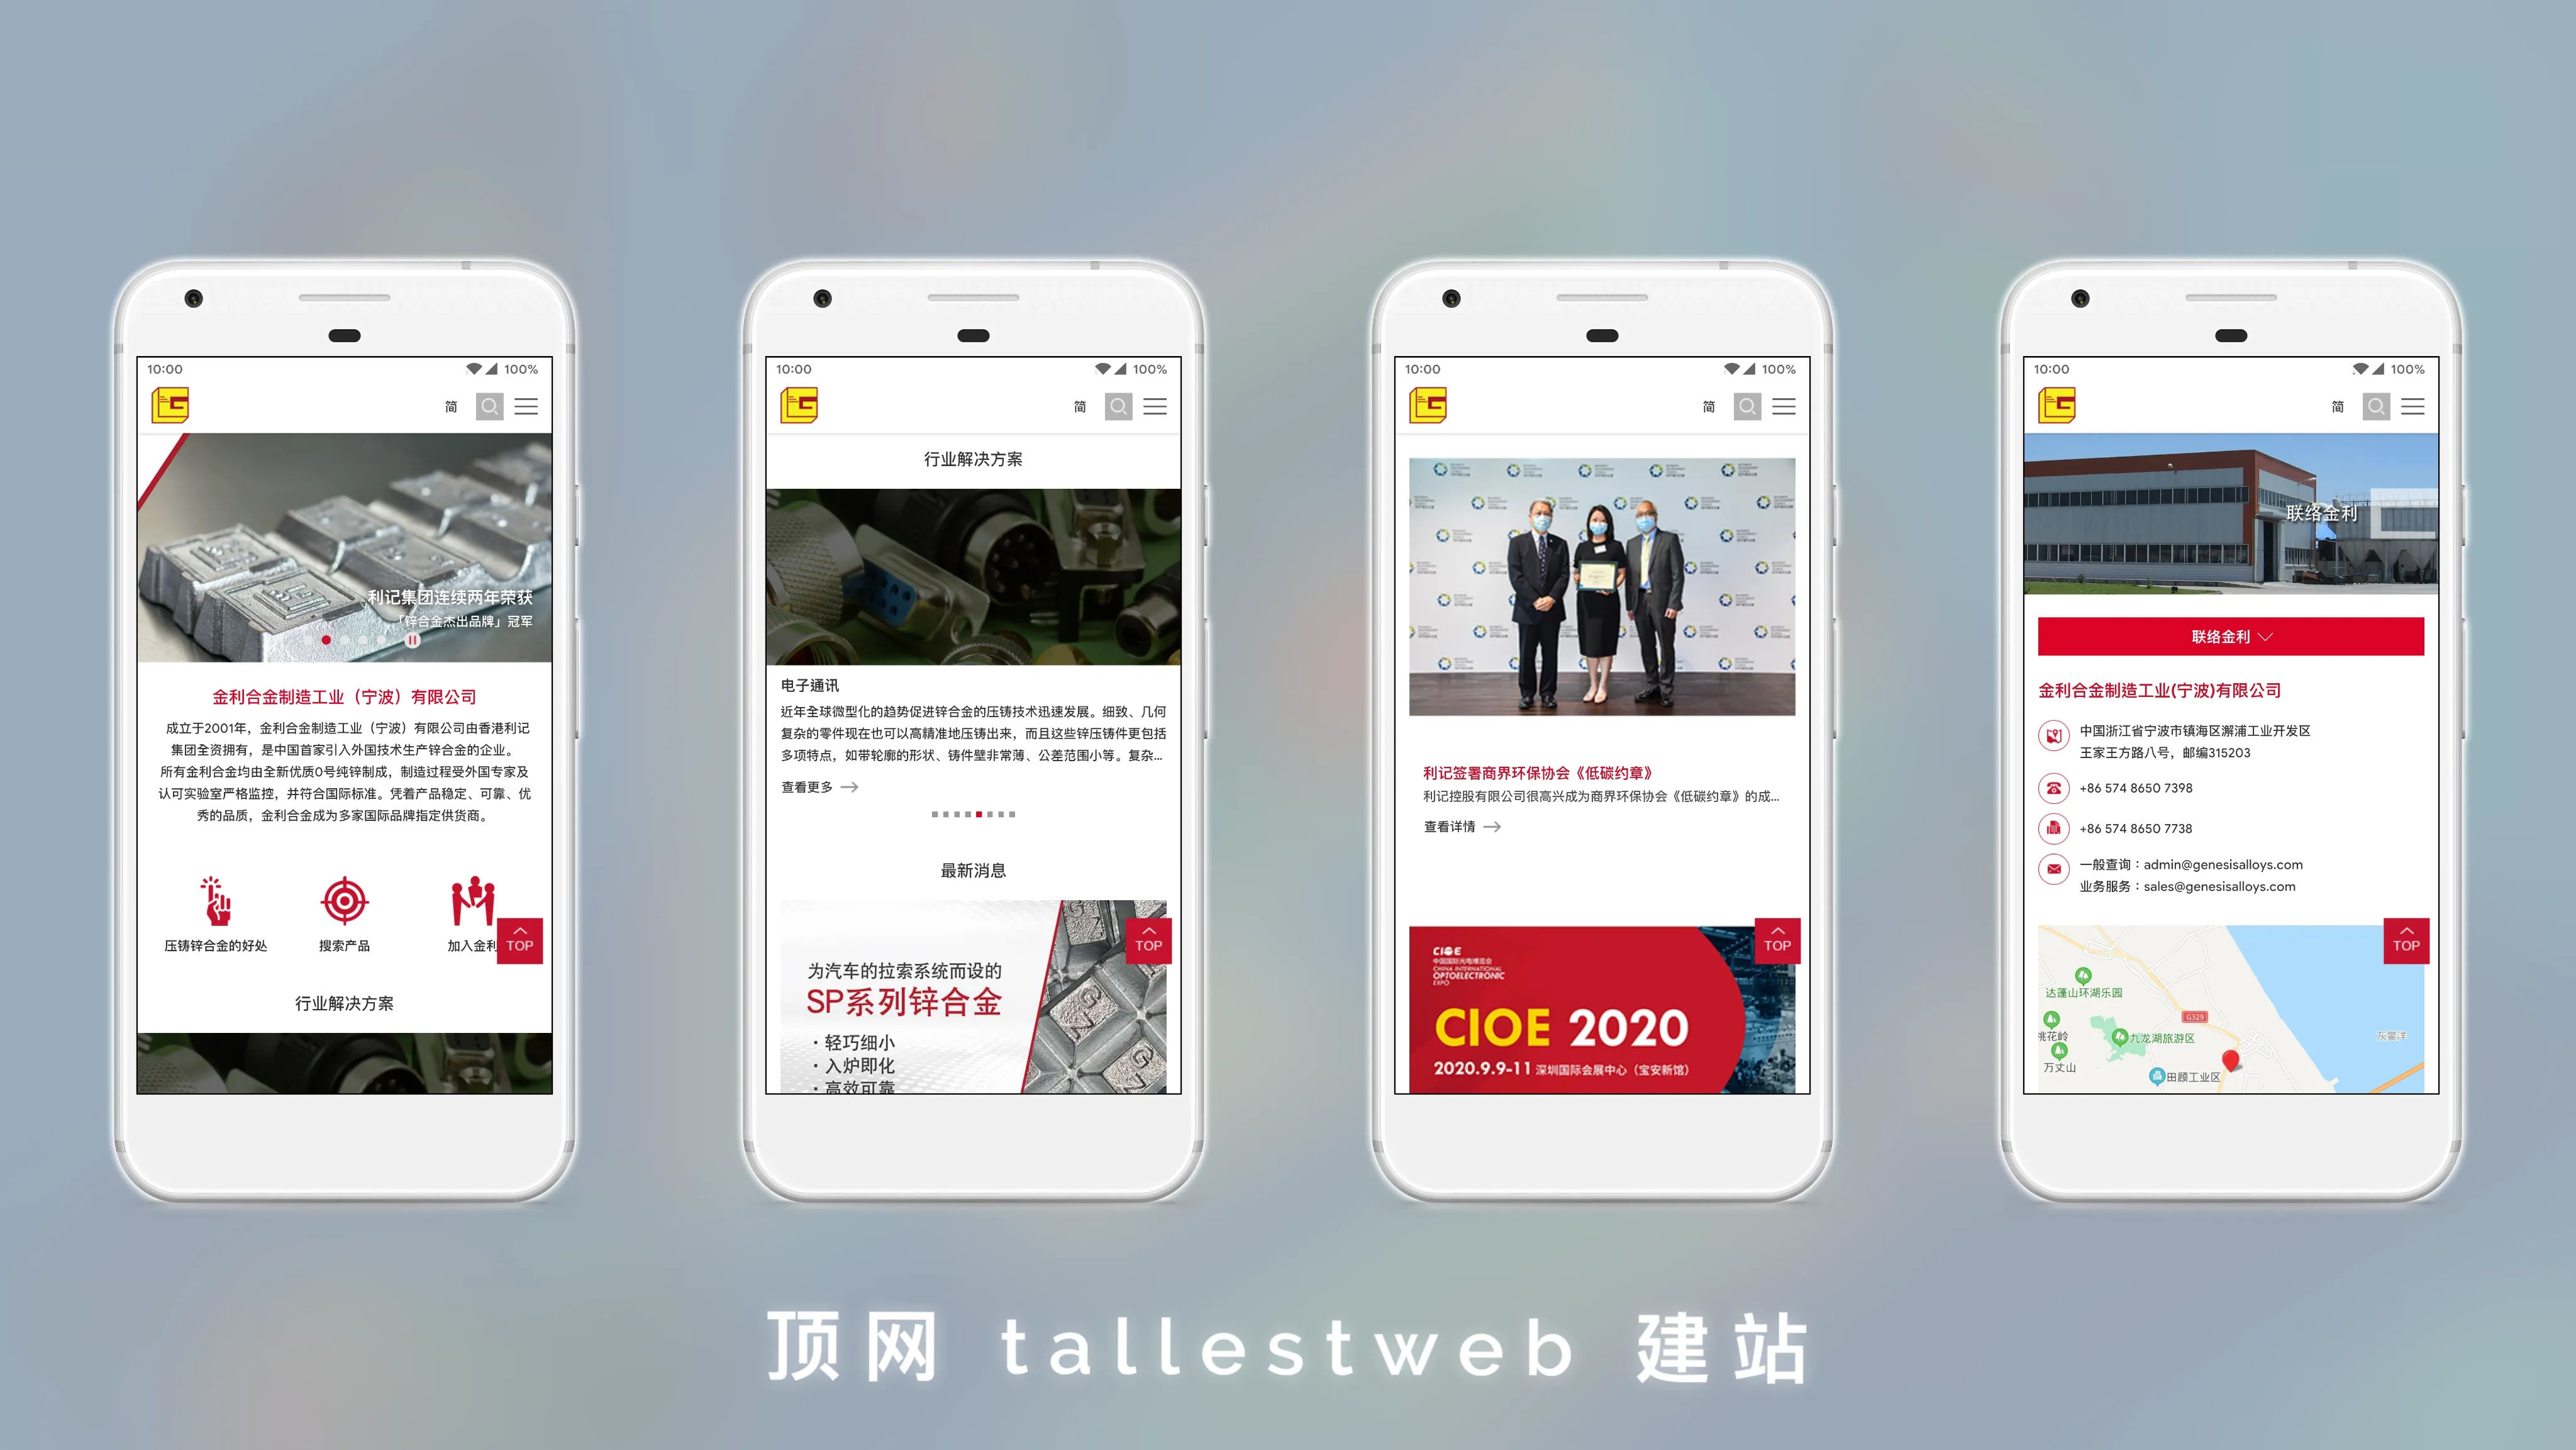 10:00
100%
简
利记集团连续两年荣获
「锌合金杰出品牌」冠军
金利合金制造工业（宁波）有限公司
成立于2001年，金利合金制造工业（宁波）有限公司由香港利记
集团全资拥有，是中国首家引入外国技术生产锌合金的企业。
所有金利合金均由全新优质0号纯锌制成，制造过程受外国专家及
认可实验室严格监控，并符合国际标准。凭着产品稳定、可靠、优
秀的品质，金利合金成为多家国际品牌指定供货商。
压铸锌合金的好处
搜索产品
加入金利
TOP
行业解决方案
10:00
100%
简
行业解决方案
电子通讯
近年全球微型化的趋势促进锌合金的压铸技术迅速发展。细致、几何
复杂的零件现在也可以高精准地压铸出来，而且这些锌压铸件更包括
多项特点，如带轮廓的形状、铸件壁非常薄、公差范围小等。复杂...
查看更多
最新消息
为汽车的拉索系统而设的
SP系列锌合金
·轻巧细小
·入炉即化
·高效可靠
TOP
10:00
100%
简
利记签署商界环保协会《低碳约章》
利记控股有限公司很高兴成为商界环保协会《低碳约章》的成...
查看详情
TOP
CIOE
中国国际光电博览会
CHINA INTERNATIONAL
OPTOELECTRONIC
EXPO
CIOE 2020
2020.9.9-11 深圳国际会展中心（宝安新馆）
10:00
100%
简
联络金利
联络金利
金利合金制造工业(宁波)有限公司
中国浙江省宁波市镇海区澥浦工业开发区
王家王方路八号，邮编315203
+86 574 8650 7398
+86 574 8650 7738
一般查询：admin@genesisalloys.com
业务服务：sales@genesisalloys.com
TOP
达蓬山环湖乐园
G329
桃花岭
九龙湖旅游区
灰鳖洋
万丈山
田顾工业区
顶网 tallestweb 建站